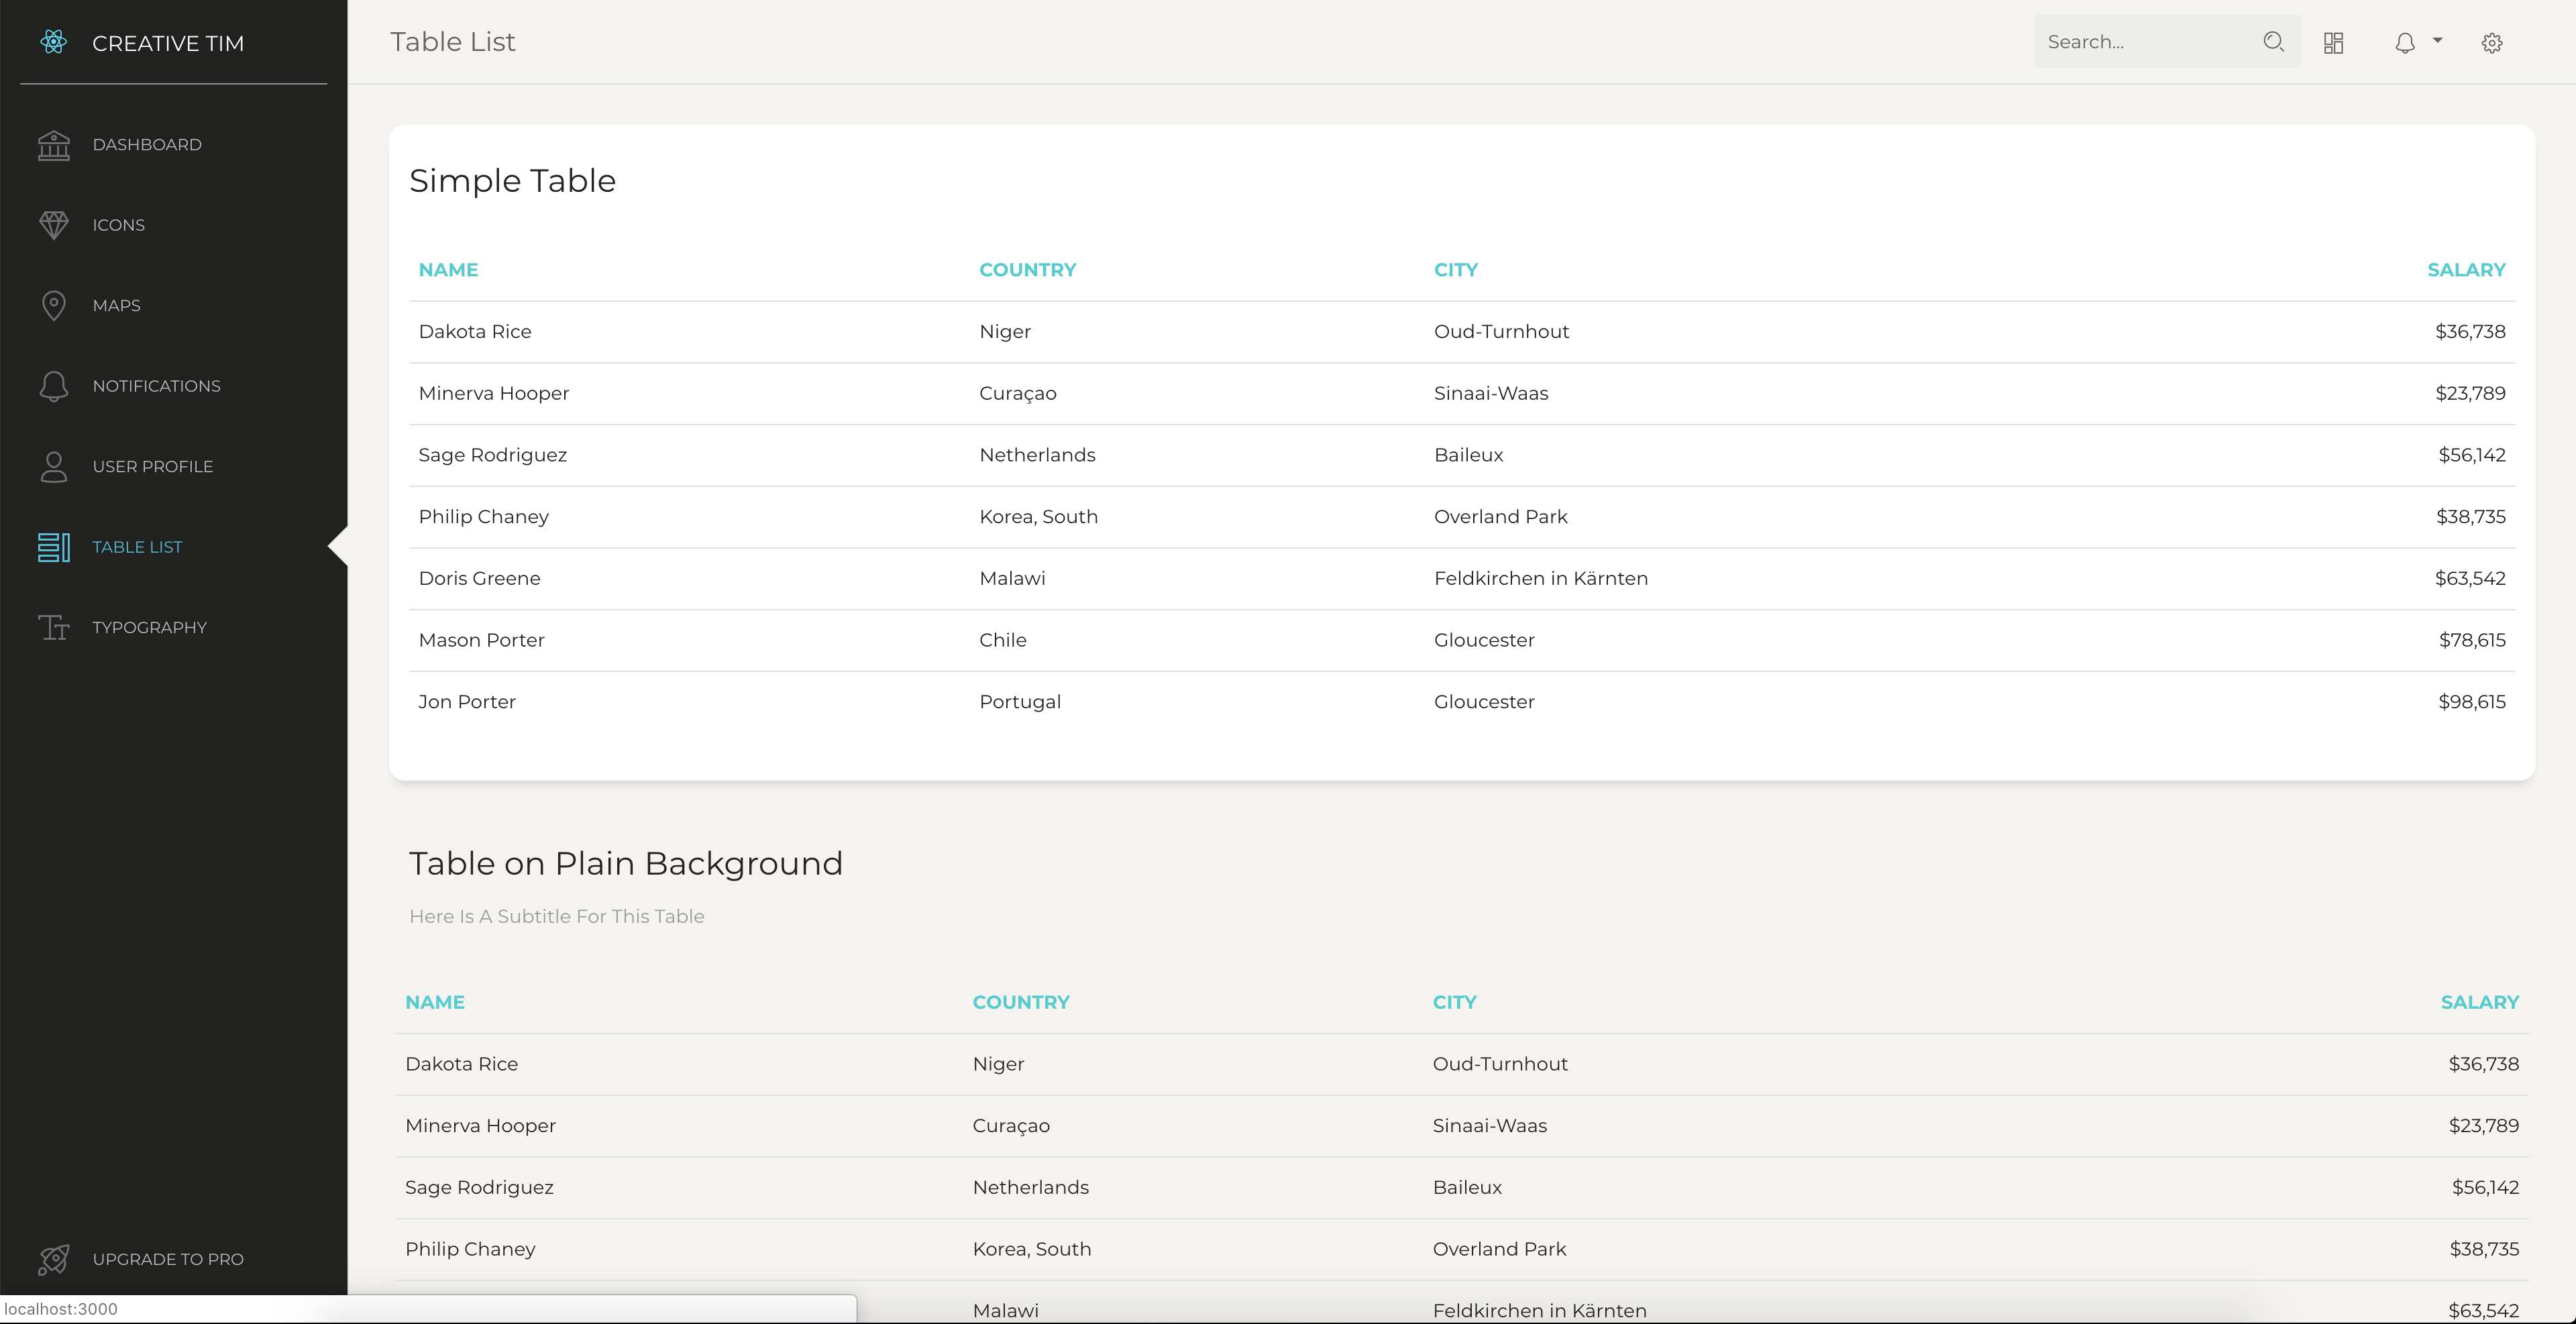 CREATIVE TIM
DASHBOARD
ICONS
MAPS
NOTIFICATIONS
USER PROFILE
TABLE LIST
TYPOGRAPHY
UPGRADE TO PRO
localhost:3000
Table List
Search...
Simple Table
NAME COUNTRY CITY SALARY
Dakota Rice Niger Oud-Turnhout $36,738
Minerva Hooper Curaçao Sinaai-Waas $23,789
Sage Rodriguez Netherlands Baileux $56,142
Philip Chaney Korea, South Overland Park $38,735
Doris Greene Malawi Feldkirchen in Kärnten $63,542
Mason Porter Chile Gloucester $78,615
Jon Porter Portugal Gloucester $98,615
Table on Plain Background
Here Is A Subtitle For This Table
NAME COUNTRY CITY SALARY
Dakota Rice Niger Oud-Turnhout $36,738
Minerva Hooper Curaçao Sinaai-Waas $23,789
Sage Rodriguez Netherlands Baileux $56,142
Philip Chaney Korea, South Overland Park $38,735
Malawi Feldkirchen in Kärnten $63,542